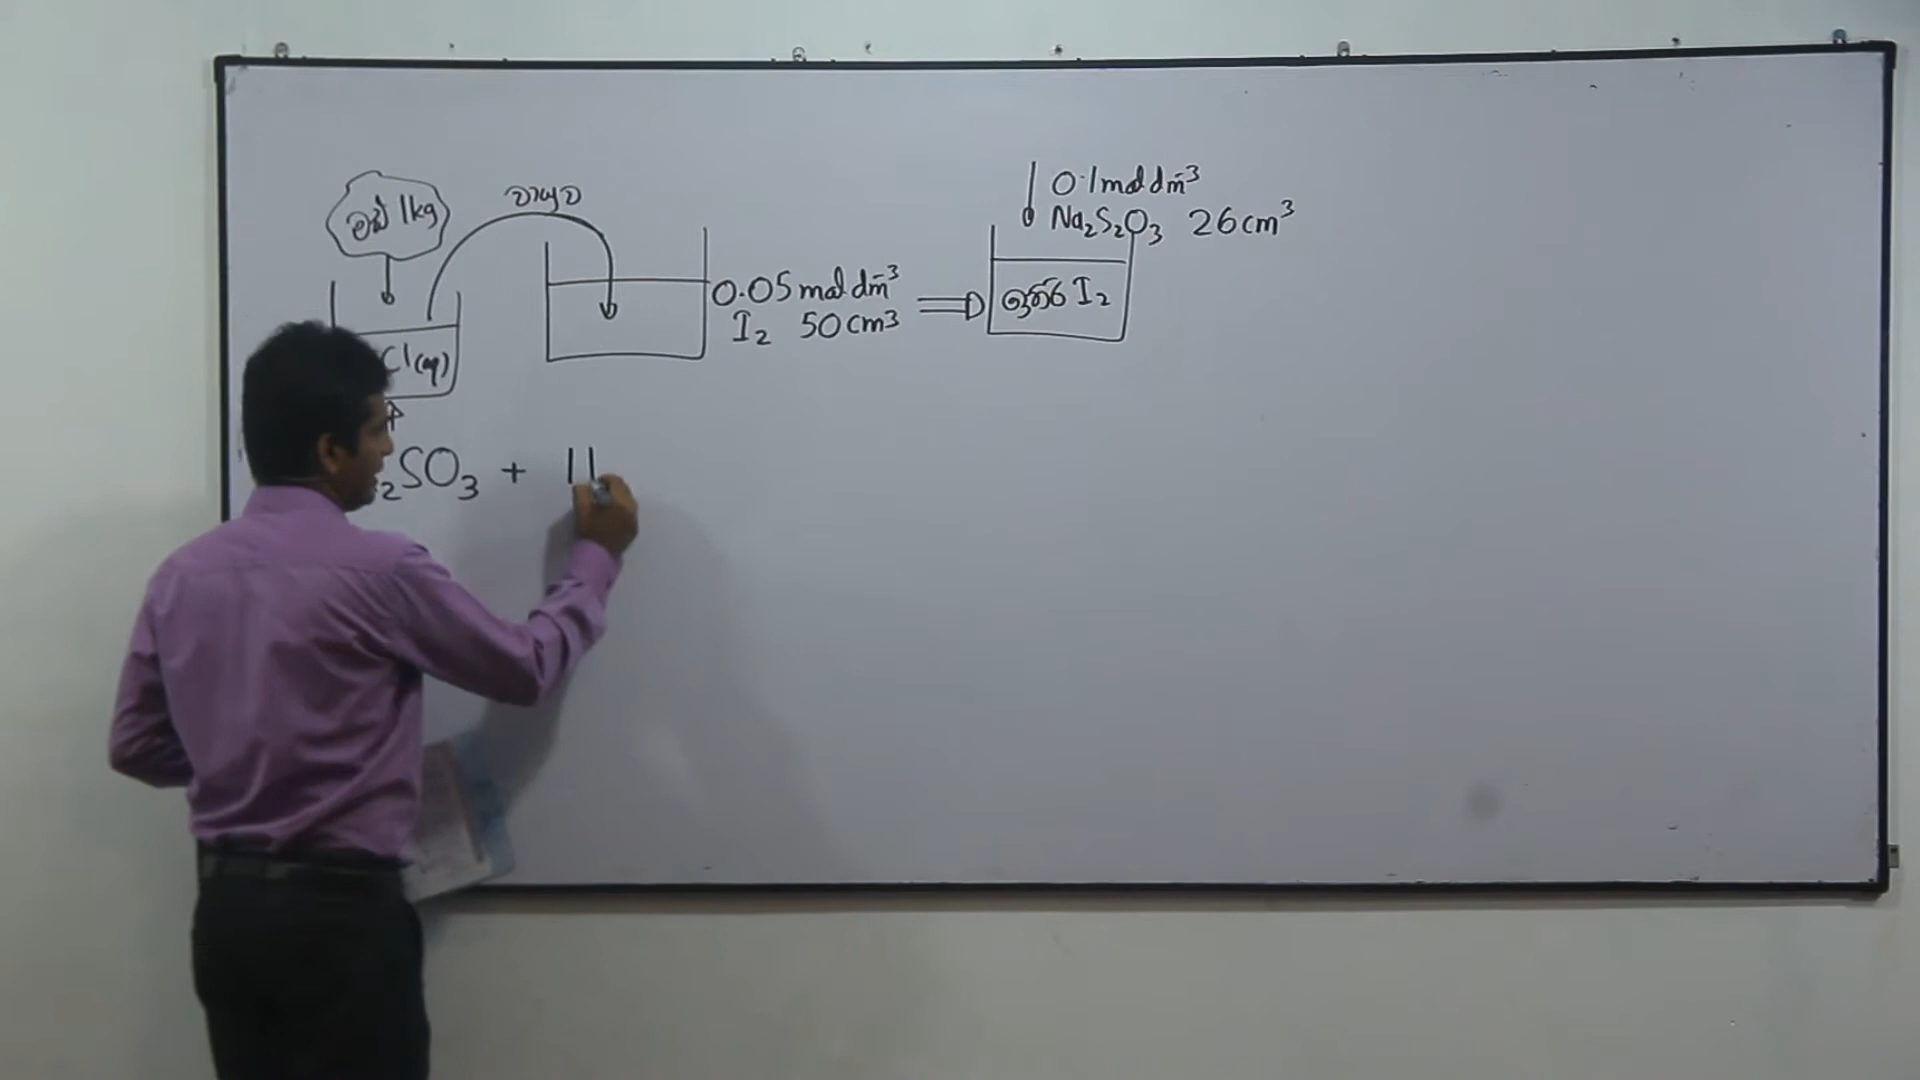 මස් 1kg
වායුව
Cl(aq)
0.05 mol dm⁻³
I₂ 50 cm³
0.1 mol dm⁻³
Na₂S₂O₃ 26 cm³
ඉතිරි I₂
₂SO₃ +